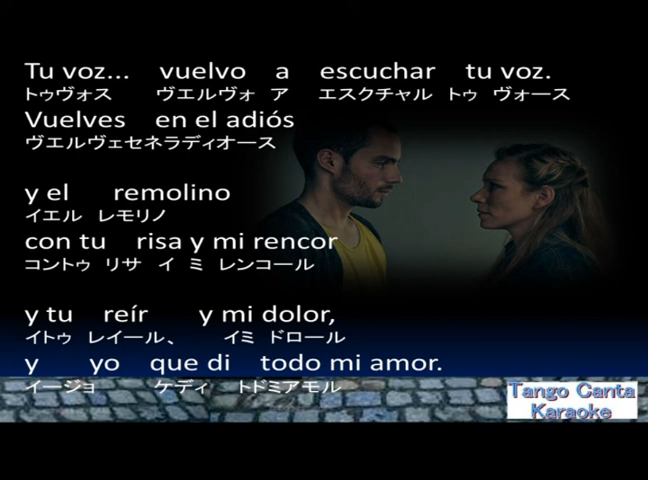 Tu voz... vuelvo a escuchar tu voz.
トゥヴォス ヴエルヴォ ア エスクチャル トゥ ヴォース
Vuelves en el adiós
ヴエルヴェセネラディオース
y el remolino
イエル レモリノ
con tu risa y mi rencor
コントゥ リサ イ ミ レンコール
y tu reír y mi dolor,
イトゥ レイール、 イミ ドロール
y yo que di todo mi amor.
イージョ ケディ トドミアモル
Tango Canta
Karaoke